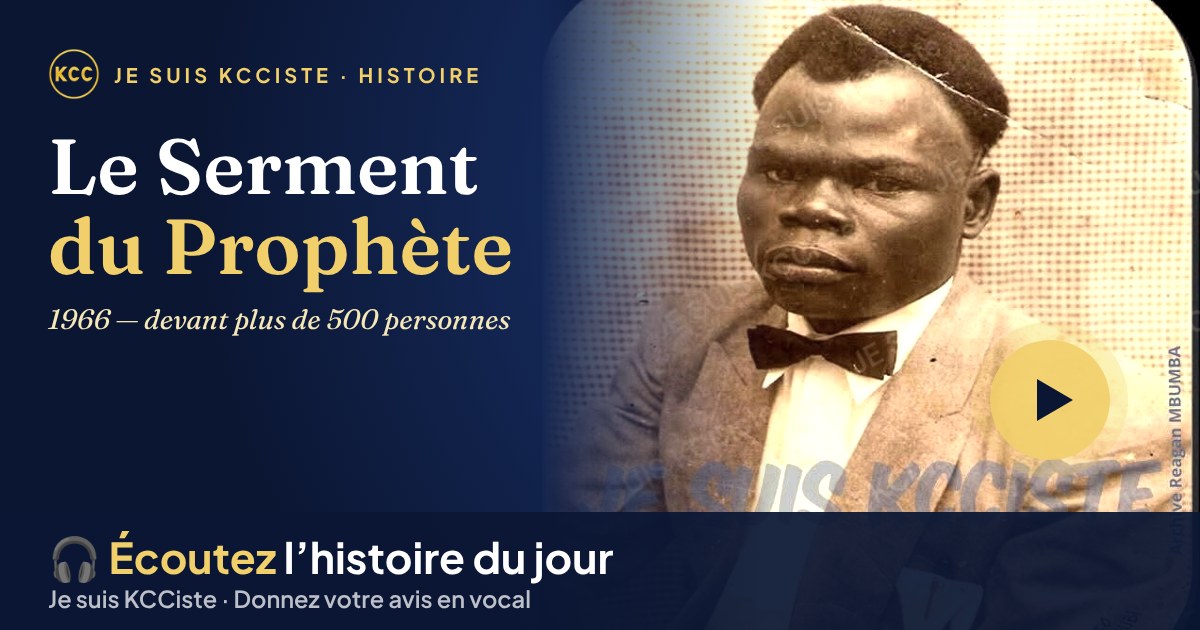 KCC JE SUIS KCCISTE · HISTOIRE
Le Serment
du Prophète
1966 — devant plus de 500 personnes
JE
JE SUIS KCCISTE
Archive Reagan MBUMBA
Écoutez l’histoire du jour
Je suis KCCiste · Donnez votre avis en vocal